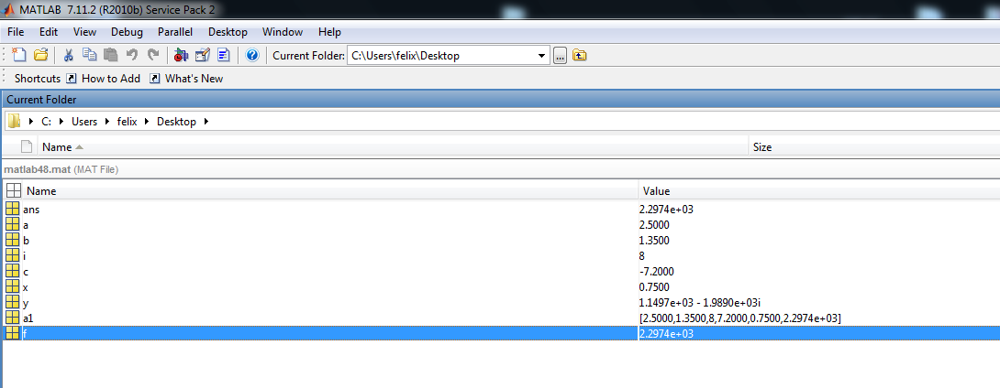 MATLAB 7.11.2 (R2010b) Service Pack 2
File Edit View Debug Parallel Desktop Window Help
Current Folder: C:\Users\felix\Desktop ...
Shortcuts How to Add What's New
Current Folder
C: Users felix Desktop
Name Size
matlab48.mat (MAT File)
Name Value
ans 2.2974e+03
a 2.5000
b 1.3500
i 8
c -7.2000
x 0.7500
y 1.1497e+03 - 1.9890e+03i
a1 [2.5000,1.3500,8,7.2000,0.7500,2.2974e+03]
f 2.2974e+03